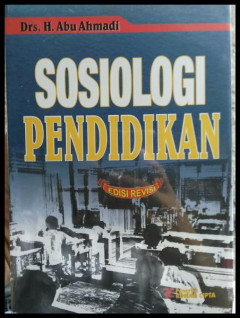 Drs. H. Abu Ahmadi
SOSIOLOGI
PENDIDIKAN
EDISI REVISI